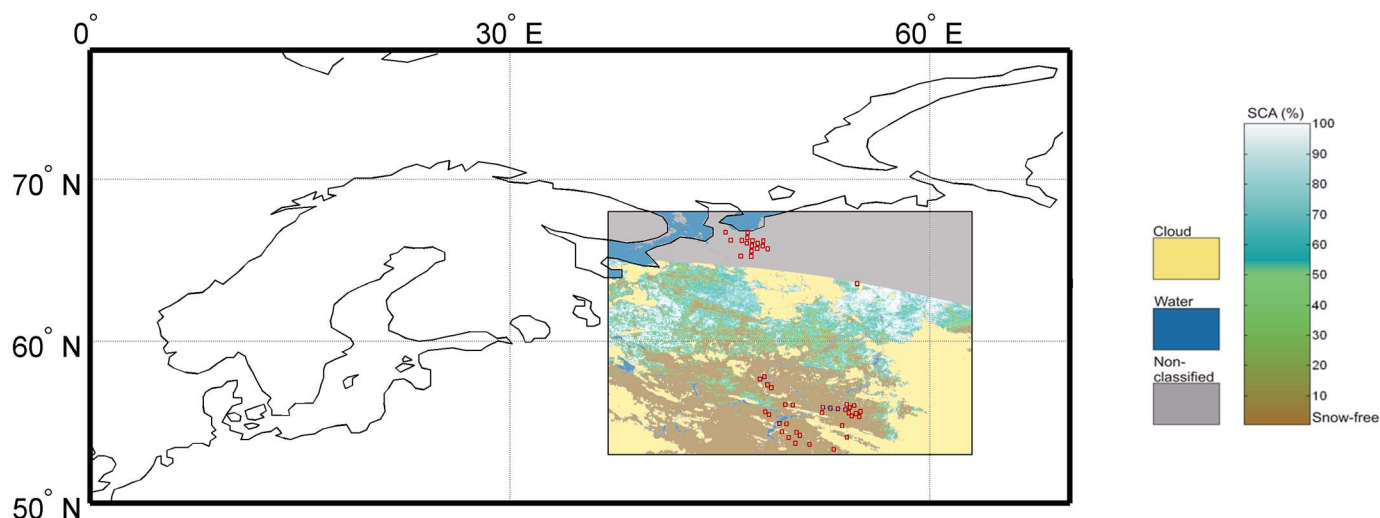 0° 30° E 60° E
70° N
60° N
50° N
SCA (%)
100
90
80
70
60
50
40
30
20
10
Snow-free
Cloud
Water
Non-
classified